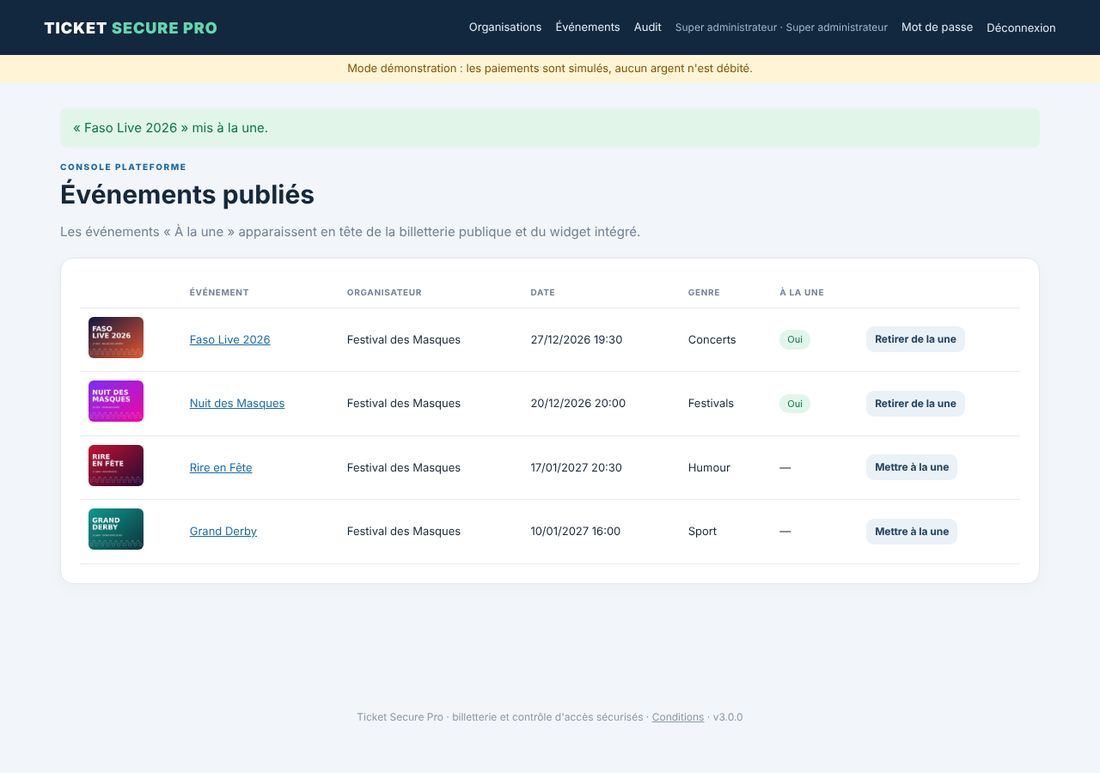 TICKET SECURE PRO
Organisations Événements Audit Super administrateur · Super administrateur Mot de passe Déconnexion
Mode démonstration : les paiements sont simulés, aucun argent n'est débité.
« Faso Live 2026 » mis à la une.
CONSOLE PLATEFORME
Événements publiés
Les événements « À la une » apparaissent en tête de la billetterie publique et du widget intégré.
ÉVÉNEMENT ORGANISATEUR DATE GENRE À LA UNE
FASO
LIVE 2026
Faso Live 2026 Festival des Masques 27/12/2026 19:30 Concerts Oui Retirer de la une
NUIT DES
MASQUES
Nuit des Masques Festival des Masques 20/12/2026 20:00 Festivals Oui Retirer de la une
RIRE
EN FÊTE
Rire en Fête Festival des Masques 17/01/2027 20:30 Humour — Mettre à la une
GRAND
DERBY
Grand Derby Festival des Masques 10/01/2027 16:00 Sport — Mettre à la une
Ticket Secure Pro · billetterie et contrôle d'accès sécurisés · Conditions · v3.0.0